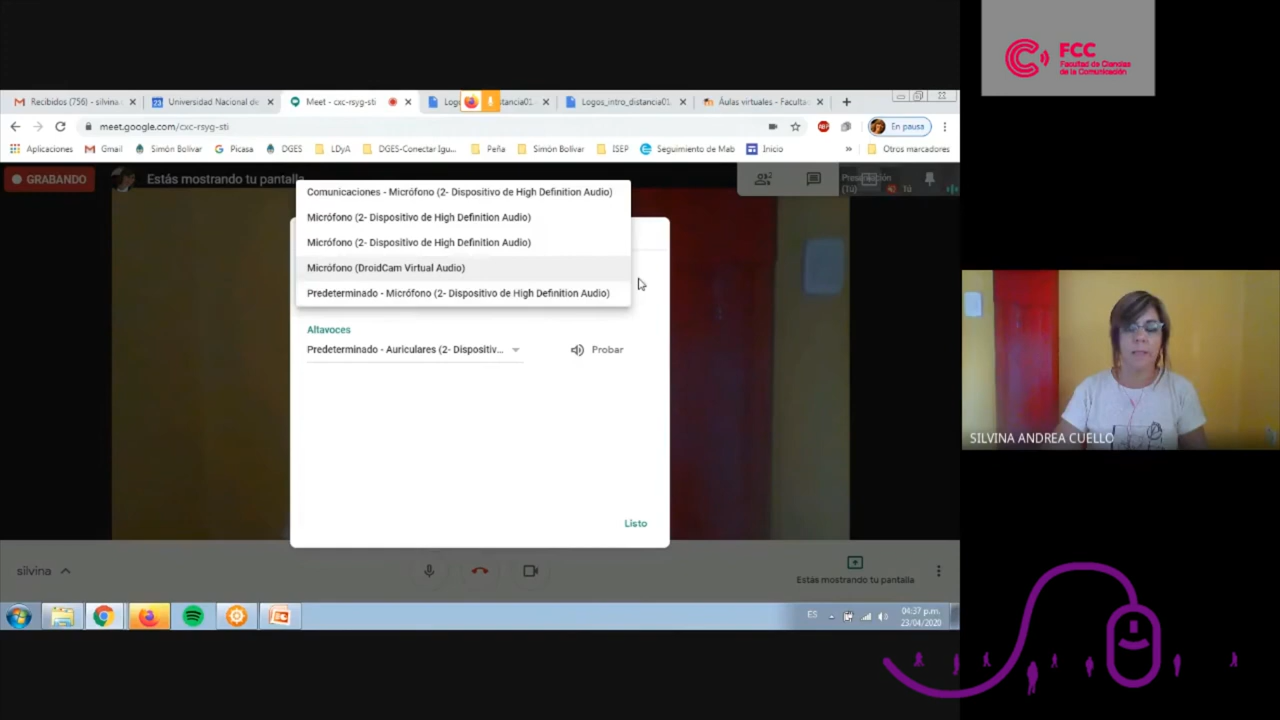 FCC
Facultad de Ciencias
de la Comunicación
Recibidos (756) - silvina.
Universidad Nacional de
Meet - cxc-rsyg-sti
Logo
stancia01.
Logos_intro_distancia01.
Aulas virtuales - Faculta
meet.google.com/cxc-rsyg-sti
En pausa
Aplicaciones
Gmail
Simón Bolívar
Picasa
DGES
LDyA
DGES-Conectar Igu...
Peña
Simón Bolívar
ISEP
Seguimiento de Mab
Inicio
»
Otros marcadores
GRABANDO
Estás mostrando tu pantalla
Presentación
(Tú)
Tú
Comunicaciones - Micrófono (2- Dispositivo de High Definition Audio)
Micrófono (2- Dispositivo de High Definition Audio)
Micrófono (2- Dispositivo de High Definition Audio)
Micrófono (DroidCam Virtual Audio)
Predeterminado - Micrófono (2- Dispositivo de High Definition Audio)
Altavoces
Predeterminado - Auriculares (2- Dispositiv...
Probar
Listo
SILVINA ANDREA CUELLO
silvina
Estás mostrando tu pantalla
ES
04:37 p.m.
23/04/2020